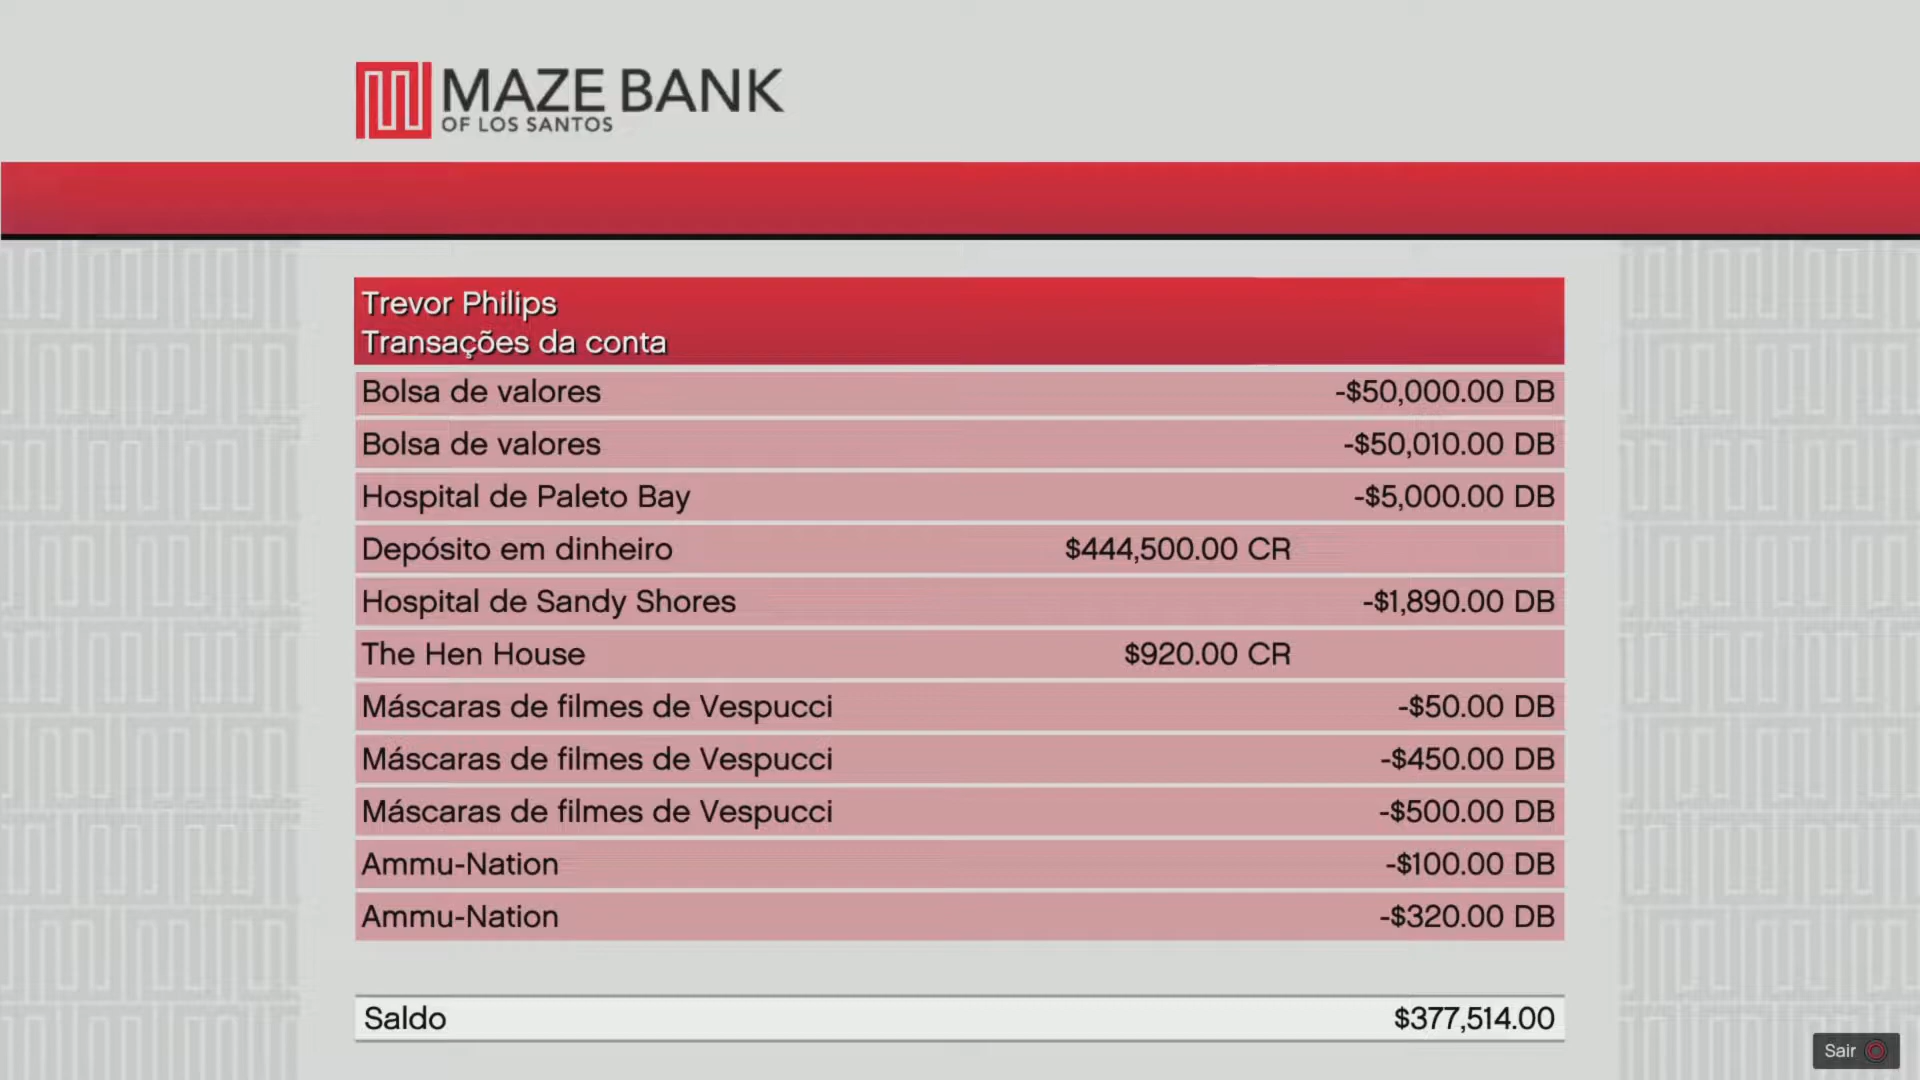 MAZE BANK
OF LOS SANTOS
Trevor Philips
Transações da conta
Bolsa de valores -$50,000.00 DB
Bolsa de valores -$50,010.00 DB
Hospital de Paleto Bay -$5,000.00 DB
Depósito em dinheiro $444,500.00 CR
Hospital de Sandy Shores -$1,890.00 DB
The Hen House $920.00 CR
Máscaras de filmes de Vespucci -$50.00 DB
Máscaras de filmes de Vespucci -$450.00 DB
Máscaras de filmes de Vespucci -$500.00 DB
Ammu-Nation -$100.00 DB
Ammu-Nation -$320.00 DB
Saldo $377,514.00
Sair